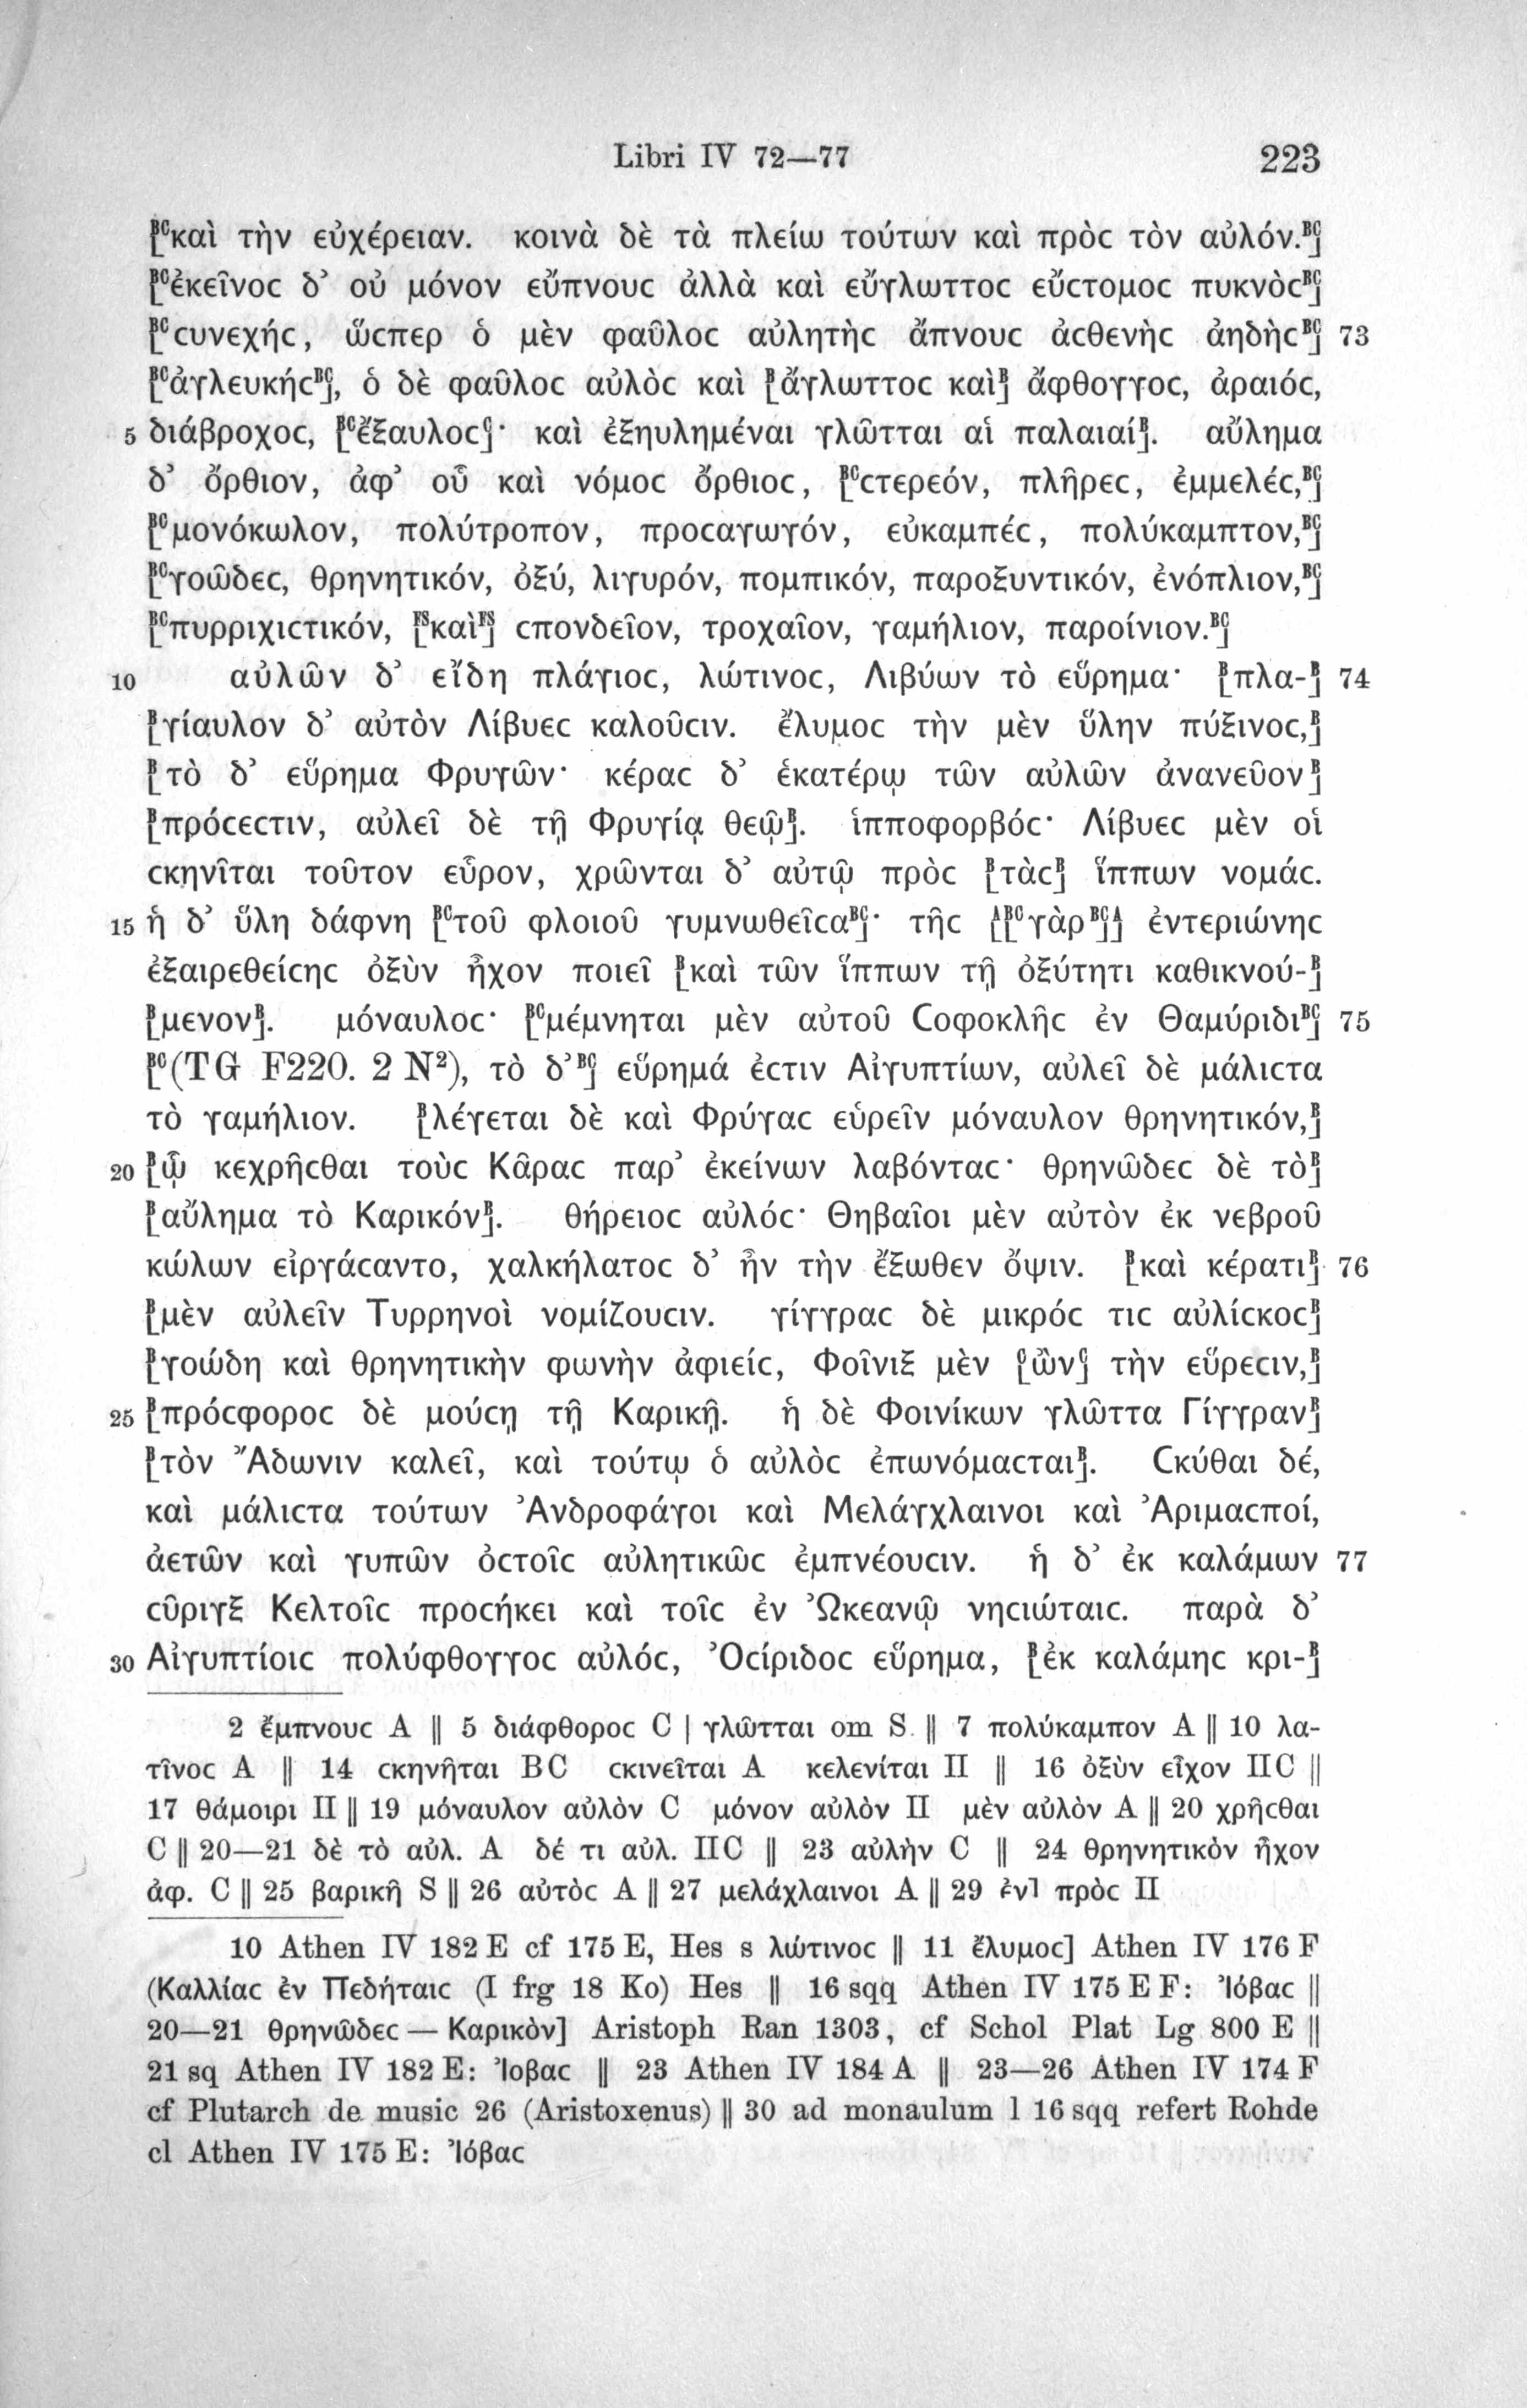 Libri IV 72—77 223
[ᴮᶜκαὶ τὴν εὐχέρειαν. κοινὰ δὲ τὰ πλείω τούτων καὶ πρὸϲ τὸν αὐλόν.ᴮᶜ]
[ᴮᶜἐκεῖνοϲ δ’ οὐ μόνον εὔπνουϲ ἀλλὰ καὶ εὔγλωττοϲ εὔϲτομοϲ πυκνὸϲᴮᶜ]
[ᴮᶜϲυνεχήϲ, ὥϲπερ ὁ μὲν φαῦλοϲ αὐλητὴϲ ἄπνουϲ ἀϲθενὴϲ ἀηδὴϲᴮᶜ] 73
[ᴮᶜἀγλευκήϲᴮᶜ], ὁ δὲ φαῦλοϲ αὐλὸϲ καὶ [ᴮἄγλωττοϲ καὶᴮ] ἄφθογγοϲ, ἀραιόϲ,
5 διάβροχοϲ, [ᴮᶜἔξαυλοϲᶜ]· καὶ ἐξηυλημέναι γλῶτται αἱ παλαιαίᴮ]. αὔλημα
δ’ ὄρθιον, ἀφ’ οὗ καὶ νόμοϲ ὄρθιοϲ, [ᴮᶜϲτερεόν, πλῆρεϲ, ἐμμελέϲ,ᴮᶜ]
[ᴮᶜμονόκωλον, πολύτροπον, προϲαγωγόν, εὐκαμπέϲ, πολύκαμπτον,ᴮᶜ]
[ᴮᶜγοῶδεϲ, θρηνητικόν, ὀξύ, λιγυρόν, πομπικόν, παροξυντικόν, ἐνόπλιον,ᴮᶜ]
[ᴮᶜπυρριχιϲτικόν, [ᶠˢκαὶᶠˢ] ϲπονδεῖον, τροχαῖον, γαμήλιον, παροίνιον.ᴮᶜ]
10 αὐλῶν δ’ εἴδη πλάγιοϲ, λώτινοϲ, Λιβύων τὸ εὕρημα· [ᴮπλα-ᴮ] 74
[ᴮγίαυλον δ’ αὐτὸν Λίβυεϲ καλοῦϲιν. ἔλυμοϲ τὴν μὲν ὕλην πύξινοϲ,ᴮ]
[ᴮτὸ δ’ εὕρημα Φρυγῶν· κέραϲ δ’ ἑκατέρῳ τῶν αὐλῶν ἀνανεῦονᴮ]
[ᴮπρόϲεϲτιν, αὐλεῖ δὲ τῇ Φρυγίᾳ θεῷᴮ]. ἱπποφορβόϲ· Λίβυεϲ μὲν οἱ
ϲκηνῖται τοῦτον εὗρον, χρῶνται δ’ αὐτῷ πρὸϲ [ᴮτὰϲᴮ] ἵππων νομάϲ.
15 ἡ δ’ ὕλη δάφνη [ᴮᶜτοῦ φλοιοῦ γυμνωθεῖϲαᴮᶜ]· τῆϲ [ᴬ[ᴮᶜγὰρᴮᶜ]ᴬ] ἐντεριώνηϲ
ἐξαιρεθείϲηϲ ὀξὺν ἦχον ποιεῖ [ᴮκαὶ τῶν ἵππων τῇ ὀξύτητι καθικνού-ᴮ]
[ᴮμενονᴮ]. μόναυλοϲ· [ᴮᶜμέμνηται μὲν αὐτοῦ Ϲοφοκλῆϲ ἐν Θαμύριδιᴮᶜ] 75
[ᴮᶜ(TG F220. 2 N²), τὸ δ’ᴮᶜ] εὕρημά ἐϲτιν Αἰγυπτίων, αὐλεῖ δὲ μάλιϲτα
τὸ γαμήλιον. [ᴮλέγεται δὲ καὶ Φρύγαϲ εὑρεῖν μόναυλον θρηνητικόν,ᴮ]
20 [ᴮᾧ κεχρῆϲθαι τοὺϲ Κᾶραϲ παρ’ ἐκείνων λαβόνταϲ· θρηνῶδεϲ δὲ τὸᴮ]
[ᴮαὔλημα τὸ Καρικόνᴮ]. θήρειοϲ αὐλόϲ· Θηβαῖοι μὲν αὐτὸν ἐκ νεβροῦ
κώλων εἰργάϲαντο, χαλκήλατοϲ δ’ ἦν τὴν ἔξωθεν ὄψιν. [ᴮκαὶ κέρατιᴮ] 76
[ᴮμὲν αὐλεῖν Τυρρηνοὶ νομίζουϲιν. γίγγραϲ δὲ μικρόϲ τιϲ αὐλίϲκοϲᴮ]
[ᴮγοώδη καὶ θρηνητικὴν φωνὴν ἀφιείϲ, Φοῖνιξ μὲν [ᶜὢνᶜ] τὴν εὕρεϲιν,ᴮ]
25 [ᴮπρόϲφοροϲ δὲ μούϲῃ τῇ Καρικῇ. ἡ δὲ Φοινίκων γλῶττα Γίγγρανᴮ]
[ᴮτὸν Ἄδωνιν καλεῖ, καὶ τούτῳ ὁ αὐλὸϲ ἐπωνόμαϲταιᴮ]. Ϲκύθαι δέ,
καὶ μάλιϲτα τούτων Ἀνδροφάγοι καὶ Μελάγχλαινοι καὶ Ἀριμαϲποί,
ἀετῶν καὶ γυπῶν ὀϲτοῖϲ αὐλητικῶϲ ἐμπνέουϲιν. ἡ δ’ ἐκ καλάμων 77
ϲῦριγξ Κελτοῖϲ προϲήκει καὶ τοῖϲ ἐν Ὠκεανῷ νηϲιώταιϲ. παρὰ δ’
30 Αἰγυπτίοιϲ πολύφθογγοϲ αὐλόϲ, Ὀϲίριδοϲ εὕρημα, [ᴮἐκ καλάμηϲ κρι-ᴮ]
2 ἔμπνουϲ A || 5 διάφθοροϲ C | γλῶτται om S || 7 πολύκαμπον A || 10 λα-
τῖνοϲ A || 14 ϲκηνῆται BC ϲκινεῖται A κελενίται II || 16 ὀξὺν εἶχον IIC ||
17 θάμοιρι II || 19 μόναυλον αὐλὸν C μόνον αὐλὸν II μὲν αὐλὸν A || 20 χρῆϲθαι
C || 20—21 δὲ τὸ αὐλ. A δέ τι αὐλ. IIC || 23 αὐλὴν C || 24 θρηνητικὸν ἦχον
ἀφ. C || 25 βαρικῆ S || 26 αὐτὸϲ A || 27 μελάχλαινοι A || 29 ἐν] πρὸϲ II
10 Athen IV 182 E cf 175 E, Hes s λώτινοϲ || 11 ἔλυμοϲ] Athen IV 176 F
(Καλλίαϲ ἐν Πεδήταιϲ (I frg 18 Ko) Hes || 16 sqq Athen IV 175 E F: Ἰόβαϲ ||
20—21 θρηνῶδεϲ — Καρικὸν] Aristoph Ran 1303, cf Schol Plat Lg 800 E ||
21 sq Athen IV 182 E: Ἰοβαϲ || 23 Athen IV 184 A || 23—26 Athen IV 174 F
cf Plutarch de music 26 (Aristoxenus) || 30 ad monaulum l 16 sqq refert Rohde
cl Athen IV 175 E: Ἰόβαϲ